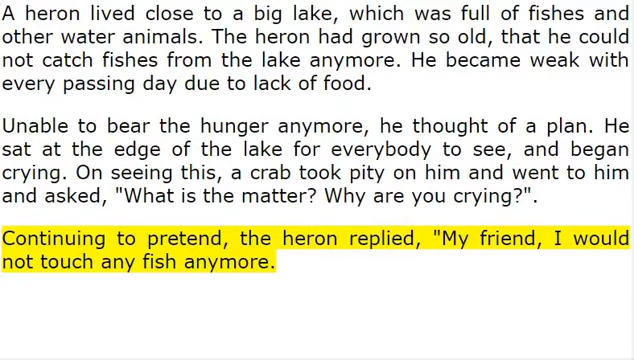 A heron lived close to a big lake, which was full of fishes and
other water animals. The heron had grown so old, that he could
not catch fishes from the lake anymore. He became weak with
every passing day due to lack of food.
Unable to bear the hunger anymore, he thought of a plan. He
sat at the edge of the lake for everybody to see, and began
crying. On seeing this, a crab took pity on him and went to him
and asked, "What is the matter? Why are you crying?".
Continuing to pretend, the heron replied, "My friend, I would
not touch any fish anymore.